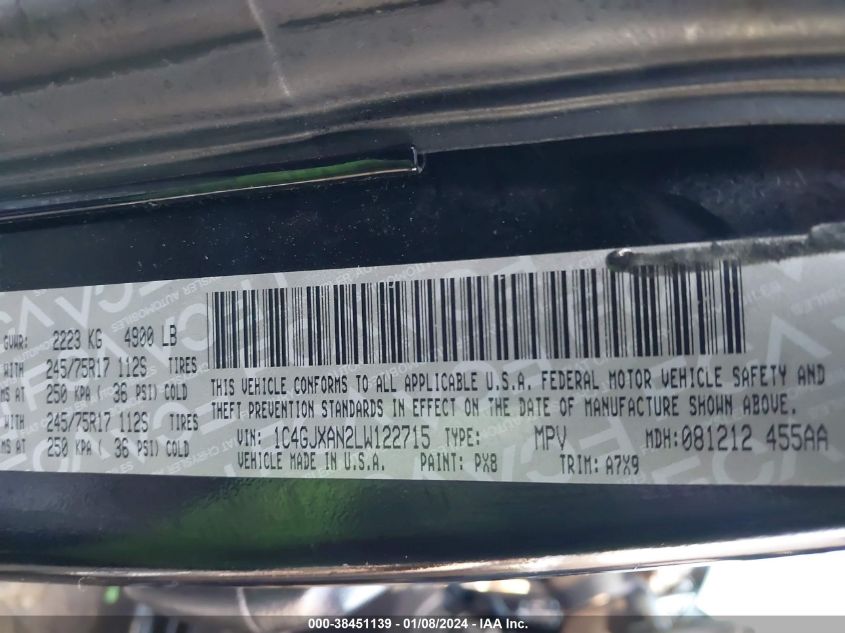 GVWR: 2223 KG 4900 LB
WITH 245/75R17 112S TIRES
MS AT 250 KPA ( 36 PSI) COLD
WITH 245/75R17 112S TIRES
MS AT 250 KPA ( 36 PSI) COLD
THIS VEHICLE CONFORMS TO ALL APPLICABLE U.S.A. FEDERAL MOTOR VEHICLE SAFETY AND
THEFT PREVENTION STANDARDS IN EFFECT ON THE DATE OF MANUFACTURE SHOWN ABOVE.
VIN: 1C4GJXAN2LW122715 TYPE: MPV MDH: 081212 455AA
VEHICLE MADE IN U.S.A. PAINT: PX8 TRIM: A7X9
000-38451139 - 01/08/2024 - IAA Inc.